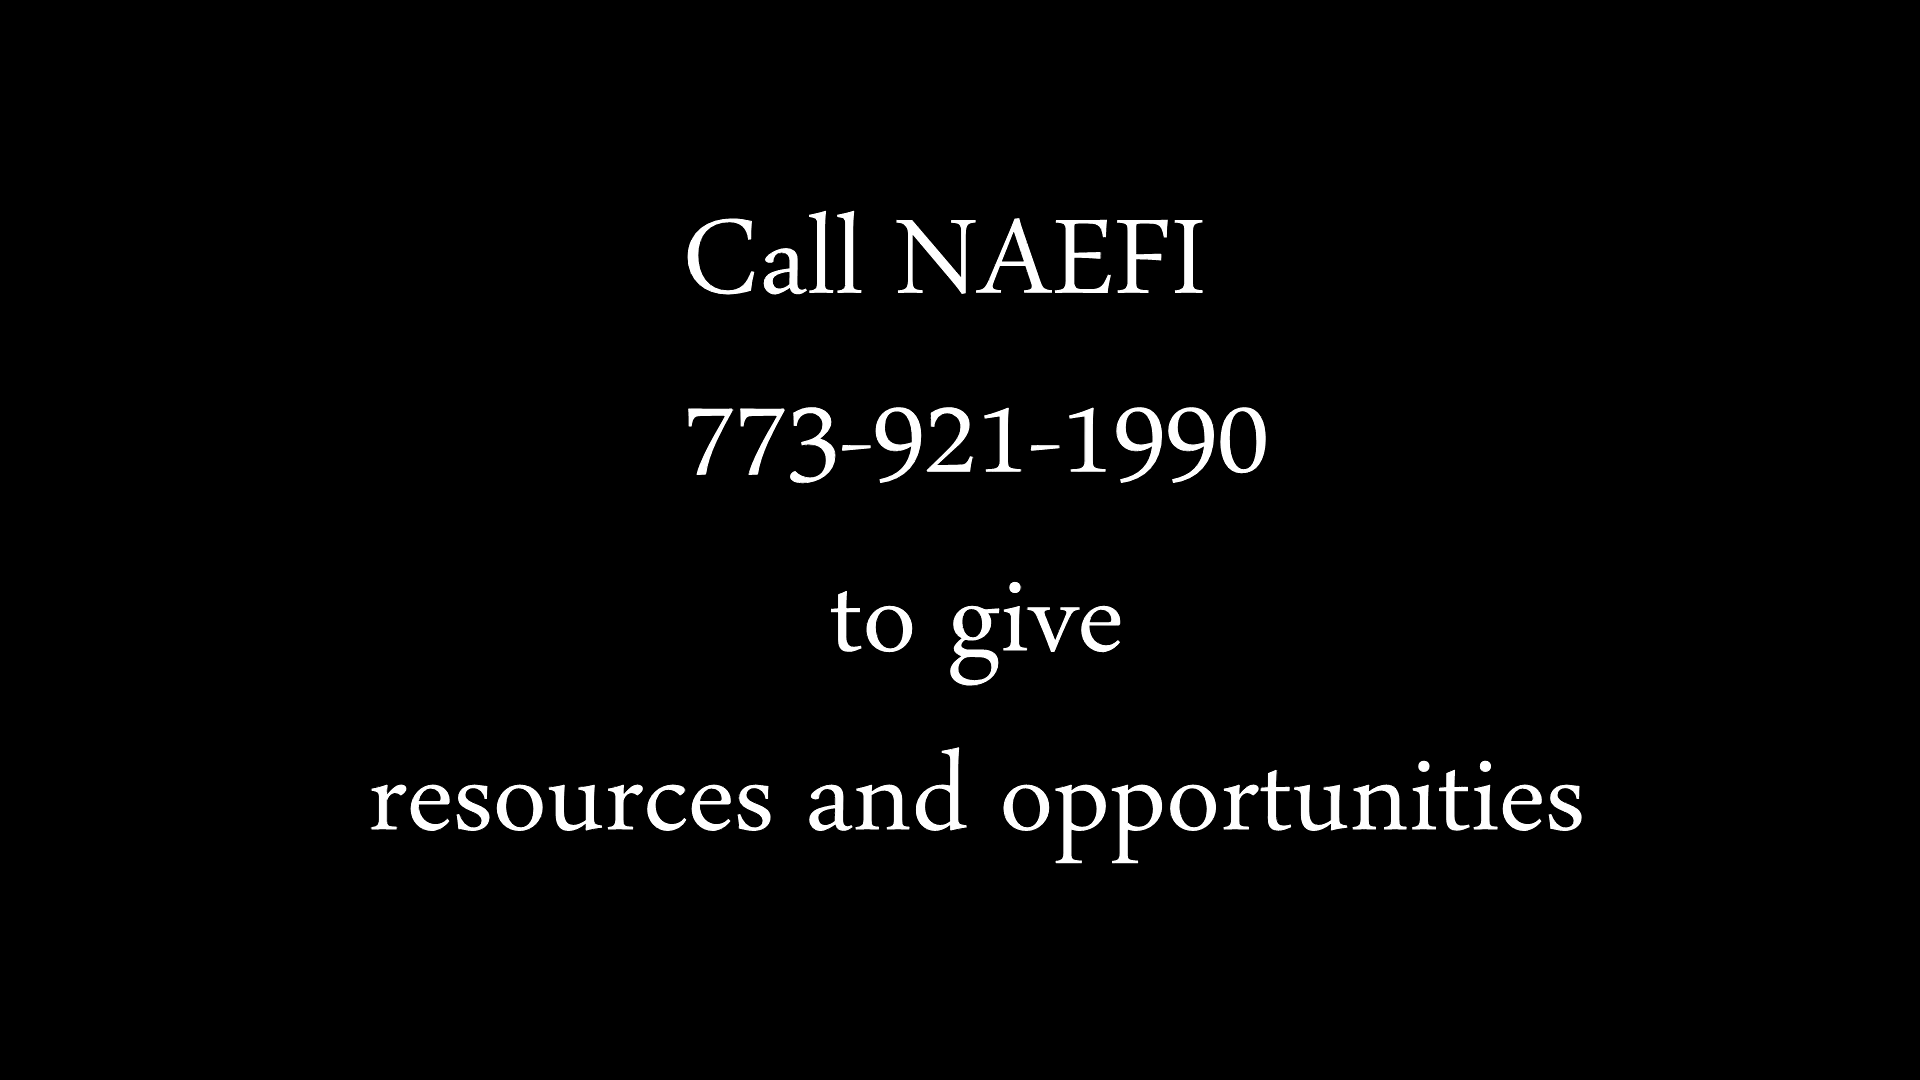 Call NAEFI
773-921-1990
to give
resources and opportunities